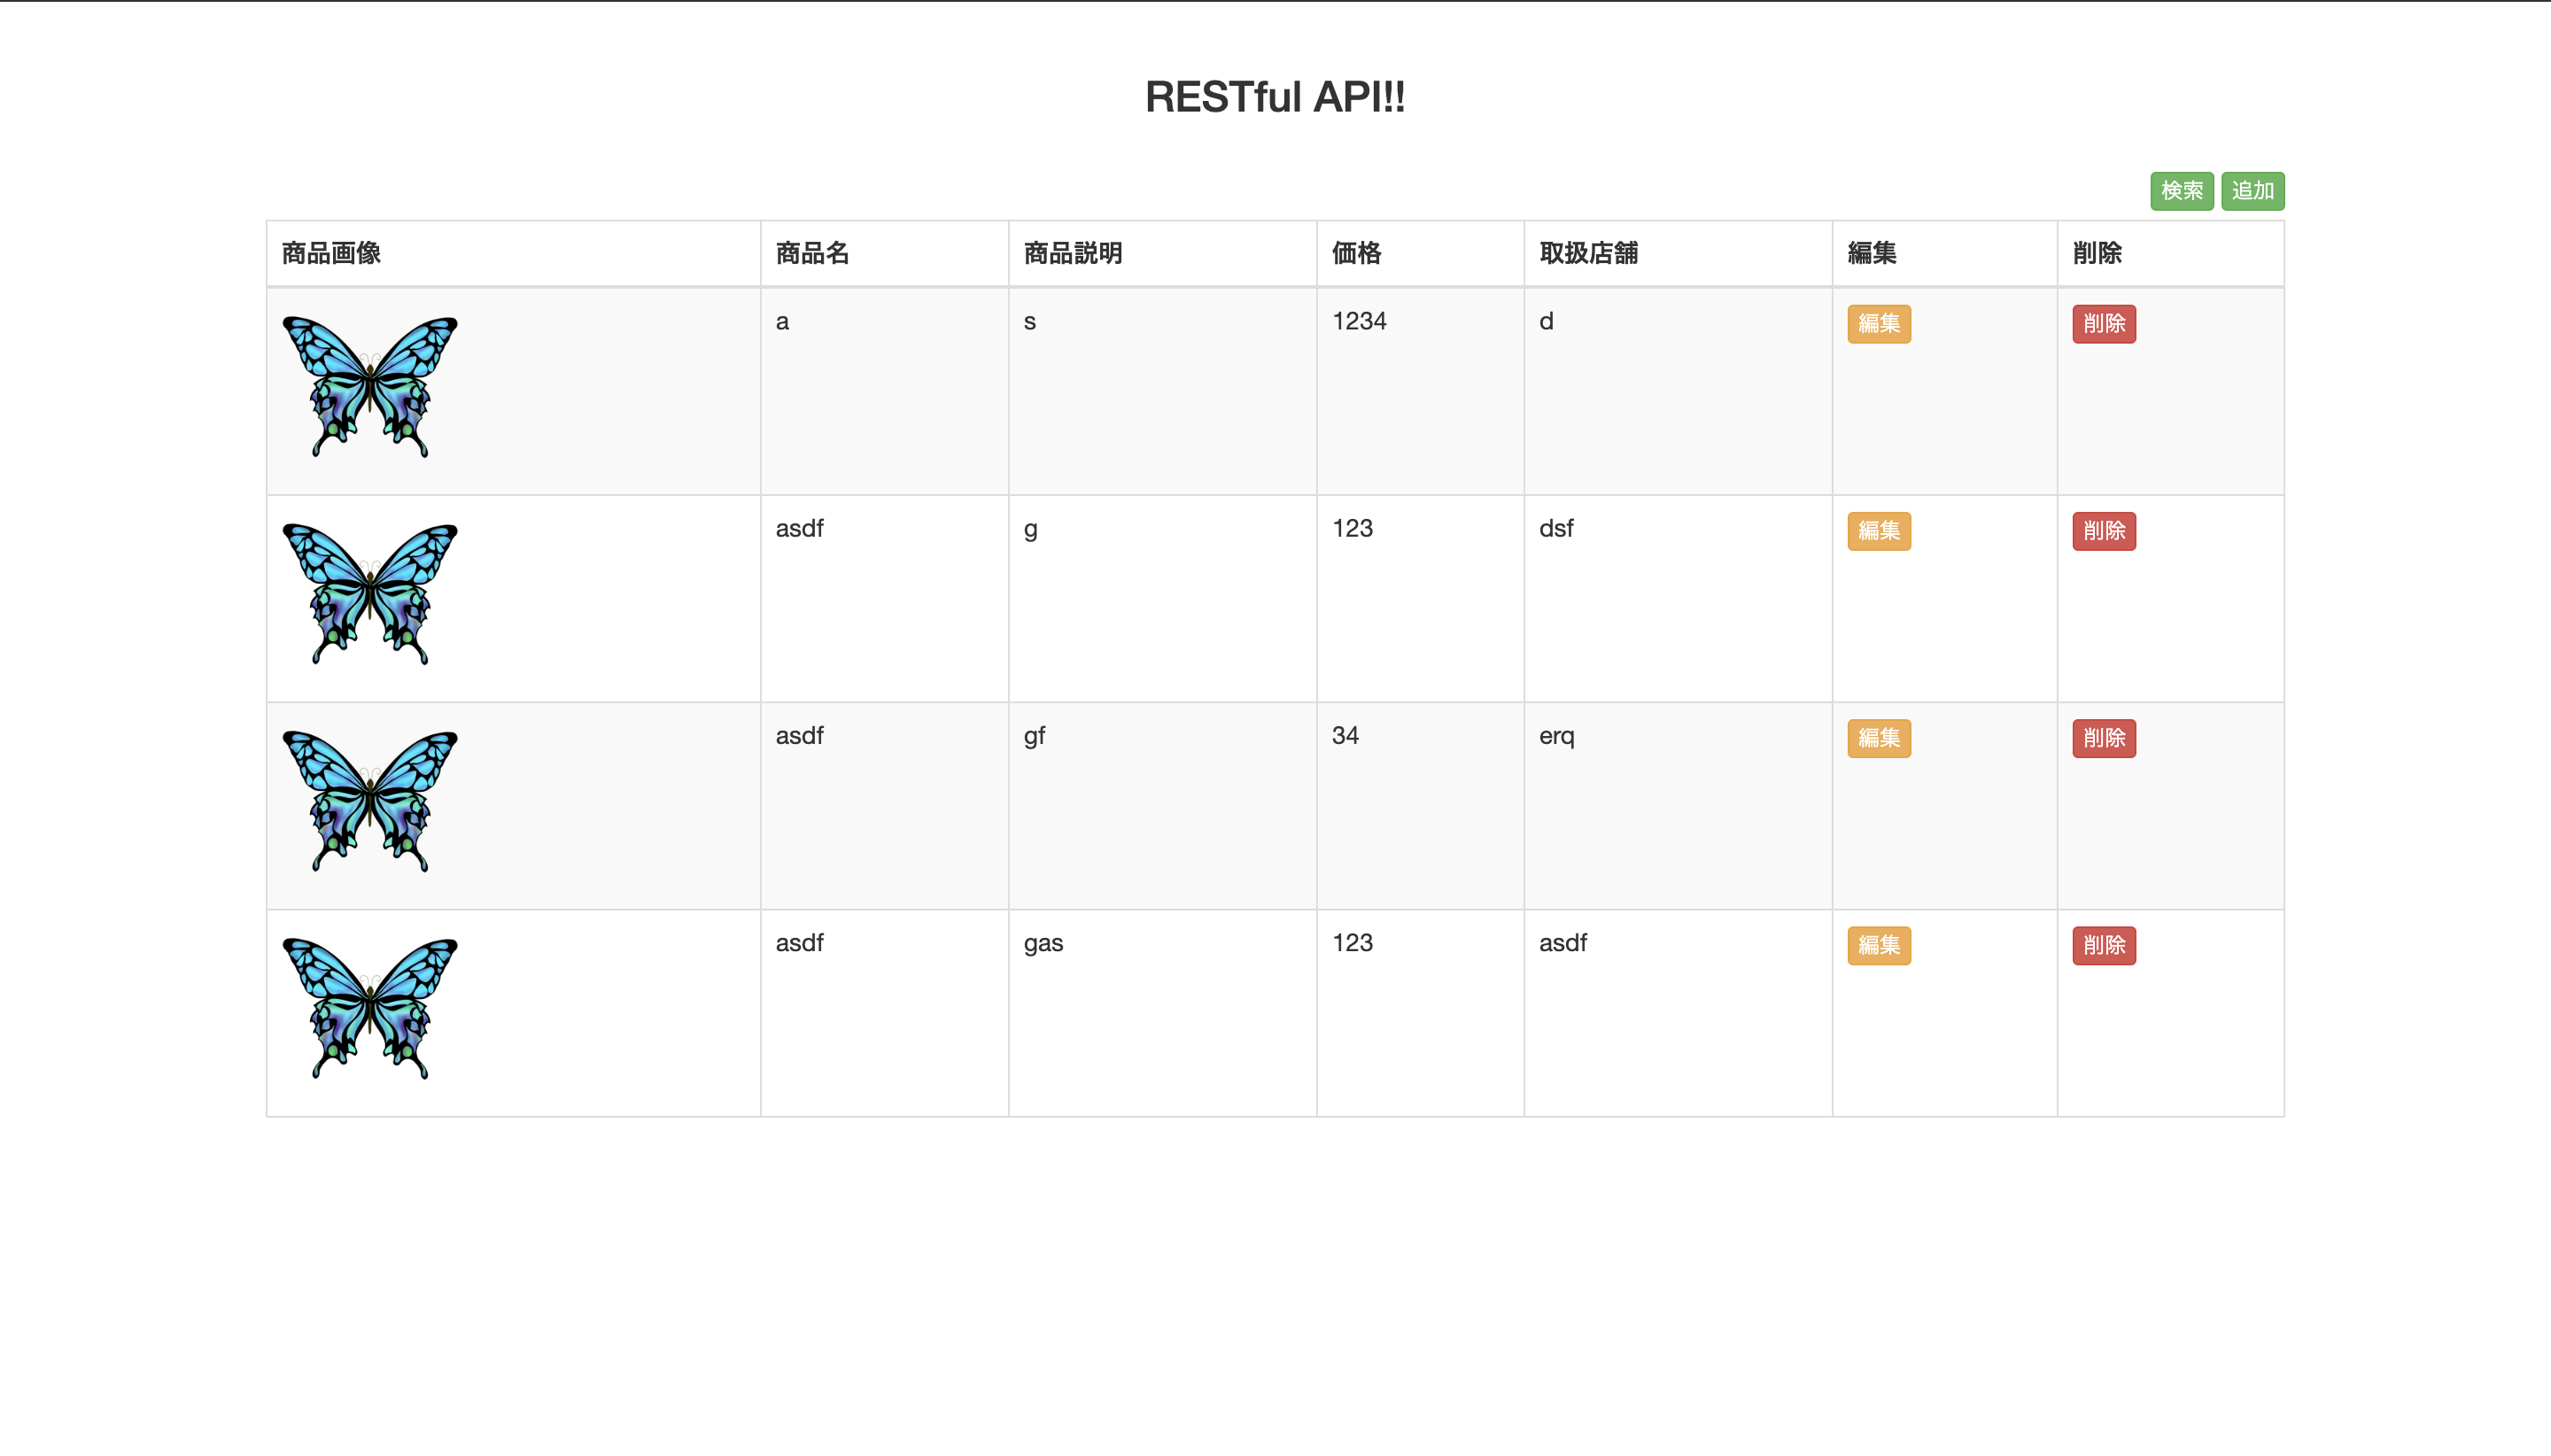 RESTful API!!
検索 追加
商品画像 商品名 商品説明 価格 取扱店舗 編集 削除
a s 1234 d 編集 削除
asdf g 123 dsf 編集 削除
asdf gf 34 erq 編集 削除
asdf gas 123 asdf 編集 削除